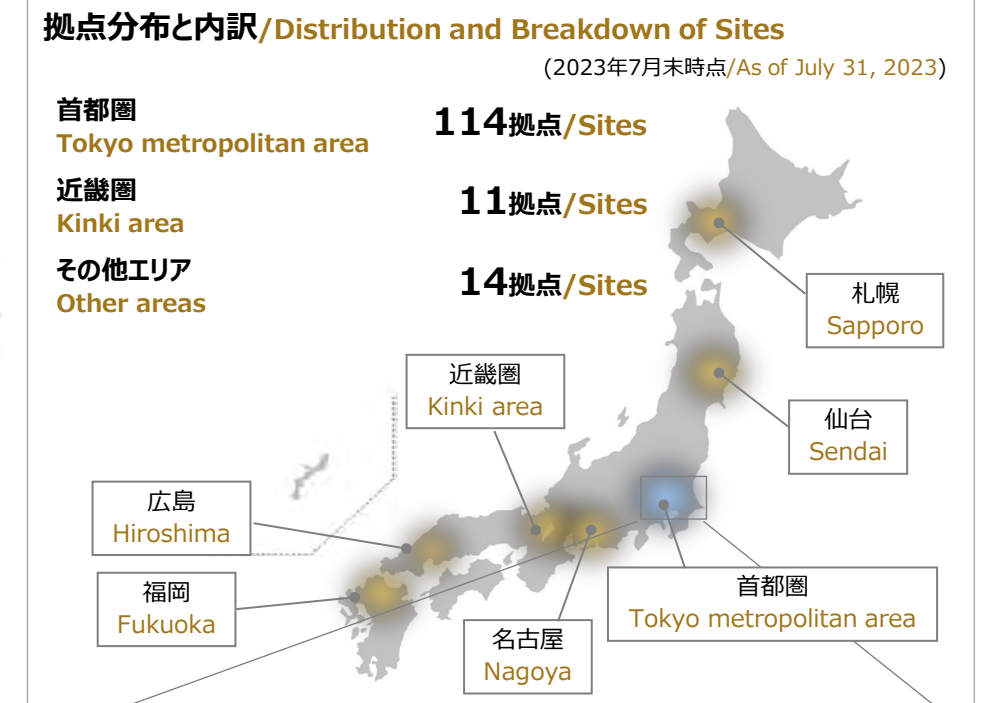 拠点分布と内訳/Distribution and Breakdown of Sites
(2023年7月末時点/As of July 31, 2023)
首都圏
Tokyo metropolitan area
114拠点/Sites
近畿圏
Kinki area
11拠点/Sites
その他エリア
Other areas
14拠点/Sites
札幌
Sapporo
近畿圏
Kinki area
仙台
Sendai
広島
Hiroshima
福岡
Fukuoka
首都圏
Tokyo metropolitan area
名古屋
Nagoya